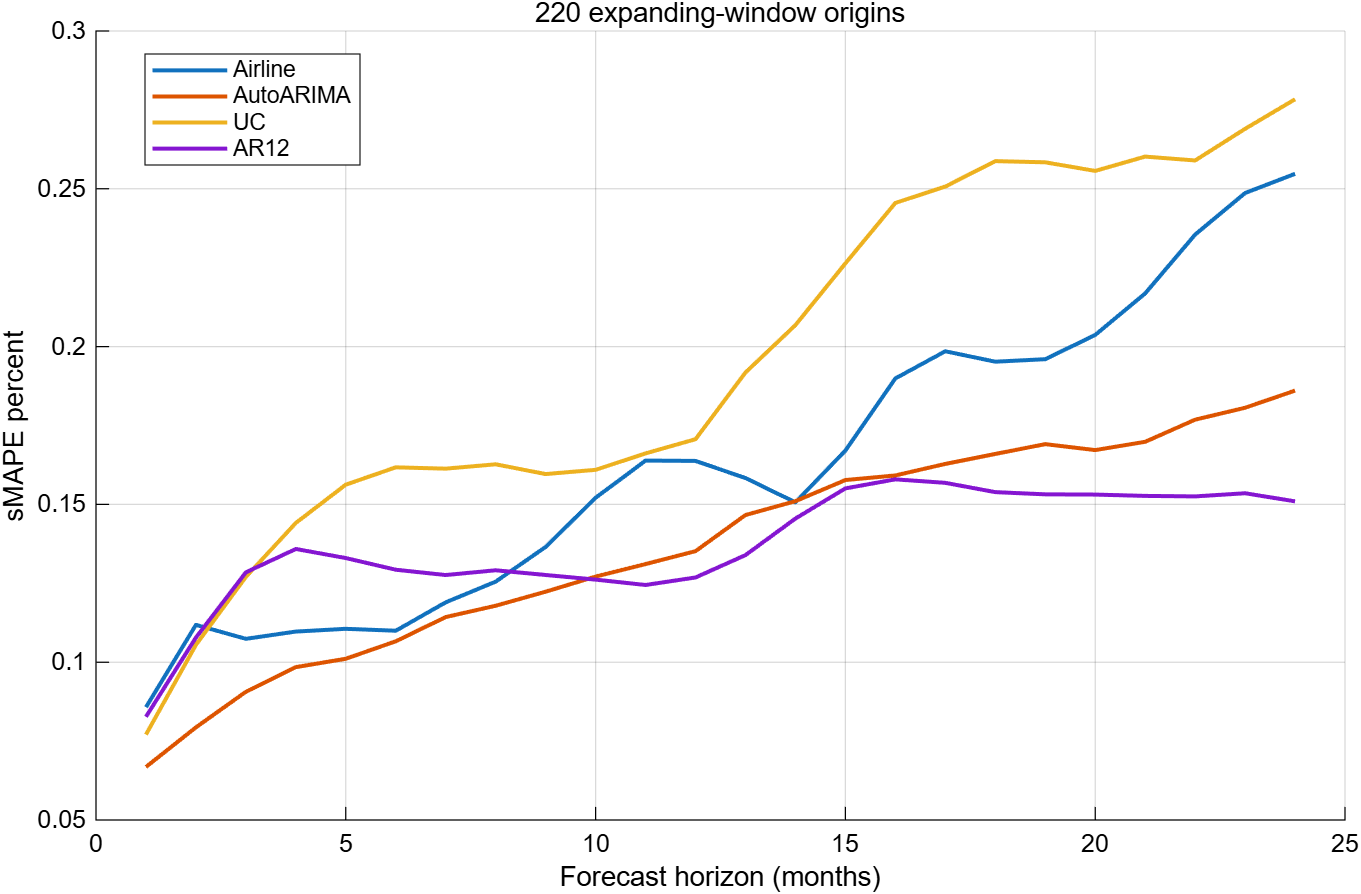 220 expanding-window origins
0.3
0.25
0.2
0.15
0.1
0.05
sMAPE percent
Airline
AutoARIMA
UC
AR12
0 5 10 15 20 25
Forecast horizon (months)